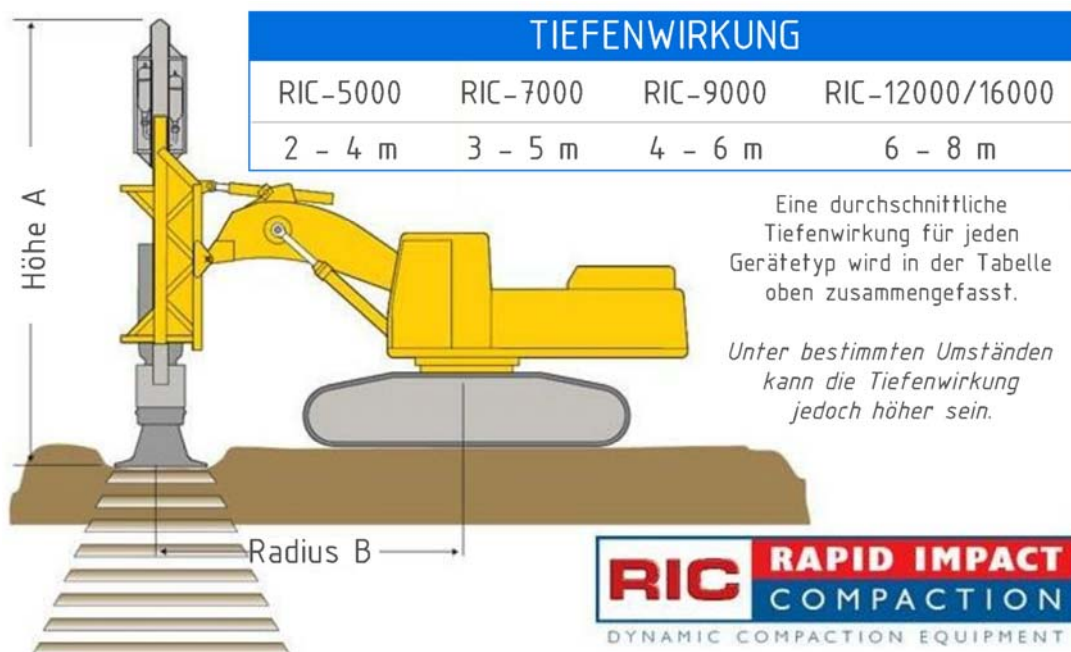 TIEFENWIRKUNG
RIC-5000 RIC-7000 RIC-9000 RIC-12000/16000
2 - 4 m 3 - 5 m 4 - 6 m 6 - 8 m
Höhe A
Eine durchschnittliche
Tiefenwirkung für jeden
Gerätetyp wird in der Tabelle
oben zusammengefasst.
Unter bestimmten Umständen
kann die Tiefenwirkung
jedoch höher sein.
Radius B
RIC RAPID IMPACT
COMPACTION
DYNAMIC COMPACTION EQUIPMENT